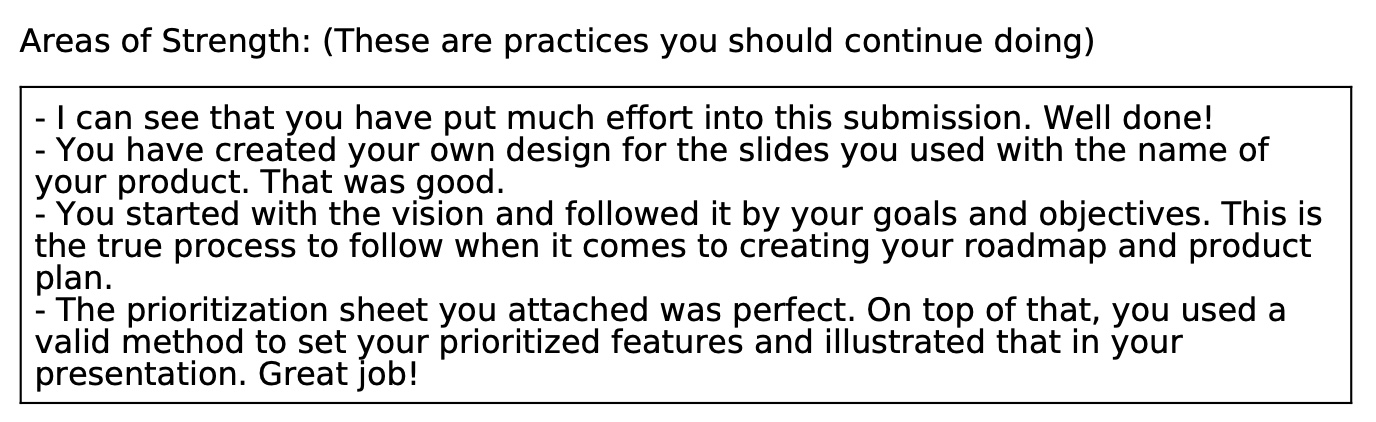 Areas of Strength: (These are practices you should continue doing)
- I can see that you have put much effort into this submission. Well done!
- You have created your own design for the slides you used with the name of
your product. That was good.
- You started with the vision and followed it by your goals and objectives. This is
the true process to follow when it comes to creating your roadmap and product
plan.
- The prioritization sheet you attached was perfect. On top of that, you used a
valid method to set your prioritized features and illustrated that in your
presentation. Great job!